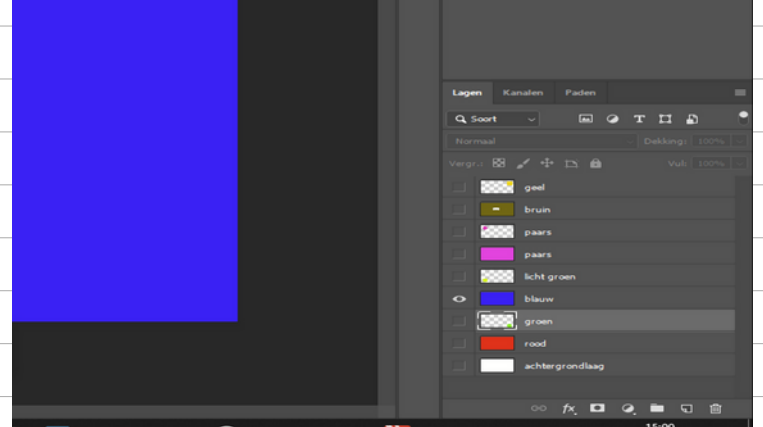 Lagen Kanalen Paden
Soort
Normaal Dekking: 100%
Vergr.: Vul: 100%
geel
bruin
paars
paars
licht groen
blauw
groen
rood
achtergrondlaag
fx
15:00